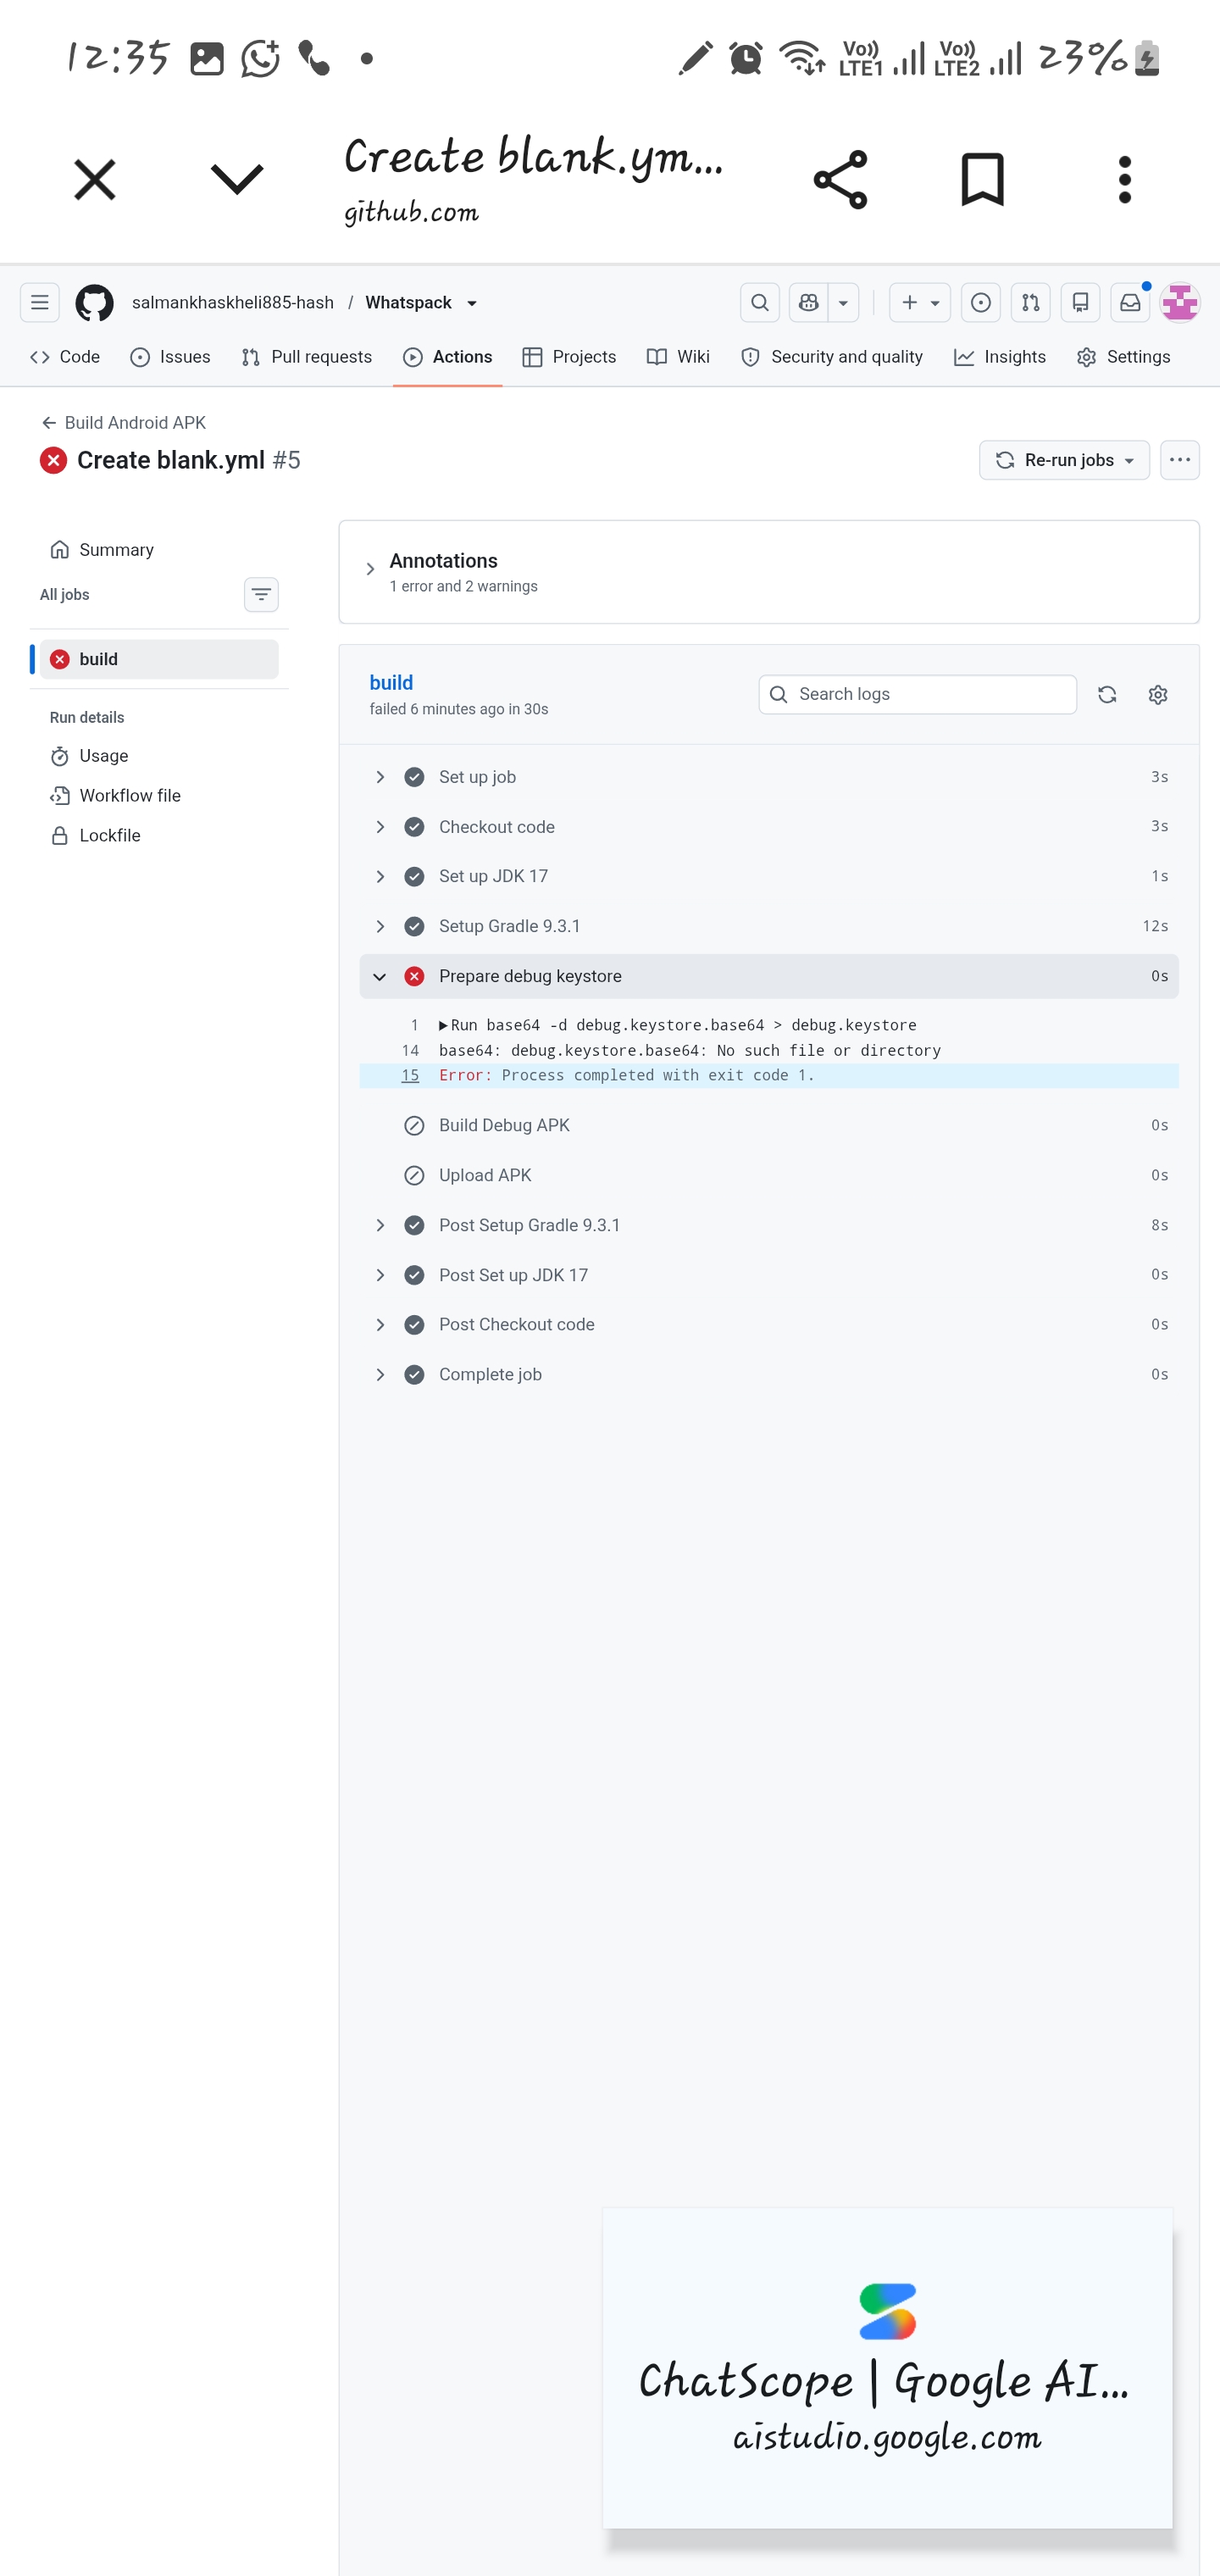 12:35
Vo)) LTE1 Vo)) LTE2 23%
Create blank.ym...
github.com
salmankhaskheli885-hash / Whatspack
Code Issues Pull requests Actions Projects Wiki Security and quality Insights Settings
← Build Android APK
Create blank.yml #5
Re-run jobs
Summary
All jobs
build
Run details
Usage
Workflow file
Lockfile
Annotations
1 error and 2 warnings
build
failed 6 minutes ago in 30s
Search logs
Set up job 3s
Checkout code 3s
Set up JDK 17 1s
Setup Gradle 9.3.1 12s
Prepare debug keystore 0s
1 ▶Run base64 -d debug.keystore.base64 > debug.keystore
14 base64: debug.keystore.base64: No such file or directory
15 Error: Process completed with exit code 1.
Build Debug APK 0s
Upload APK 0s
Post Setup Gradle 9.3.1 8s
Post Set up JDK 17 0s
Post Checkout code 0s
Complete job 0s
ChatScope | Google AI...
aistudio.google.com